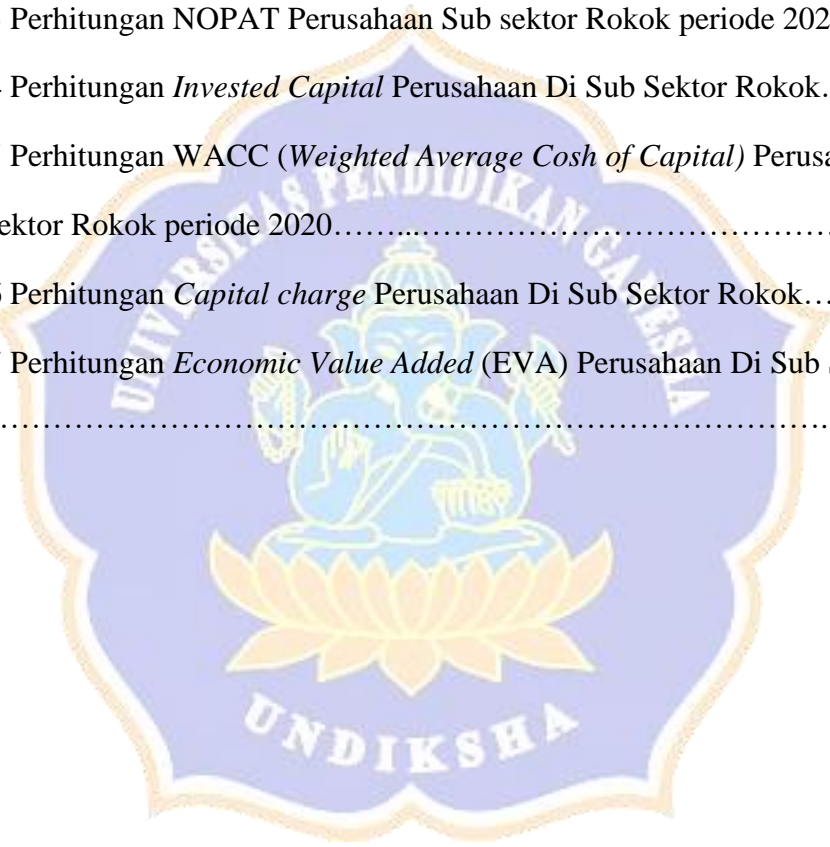 Perhitungan NOPAT Perusahaan Sub sektor Rokok periode 202
Perhitungan Invested Capital Perusahaan Di Sub Sektor Rokok.
Perhitungan WACC (Weighted Average Cosh of Capital) Perusa
ektor Rokok periode 2020……...……………………………………
Perhitungan Capital charge Perusahaan Di Sub Sektor Rokok…
Perhitungan Economic Value Added (EVA) Perusahaan Di Sub
…………………………………………………………………….
UNIVERSITAS PENDIDIKAN GANESHA
UNDIKSHA